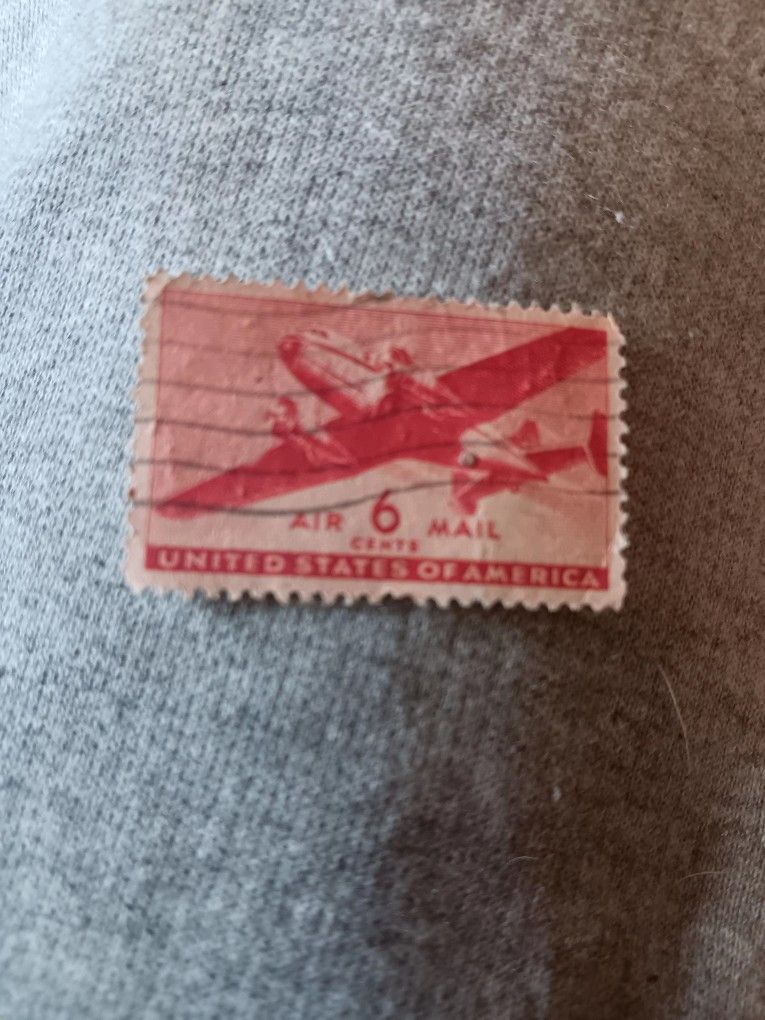 AIR 6 MAIL
CENTS
UNITED STATES OF AMERICA